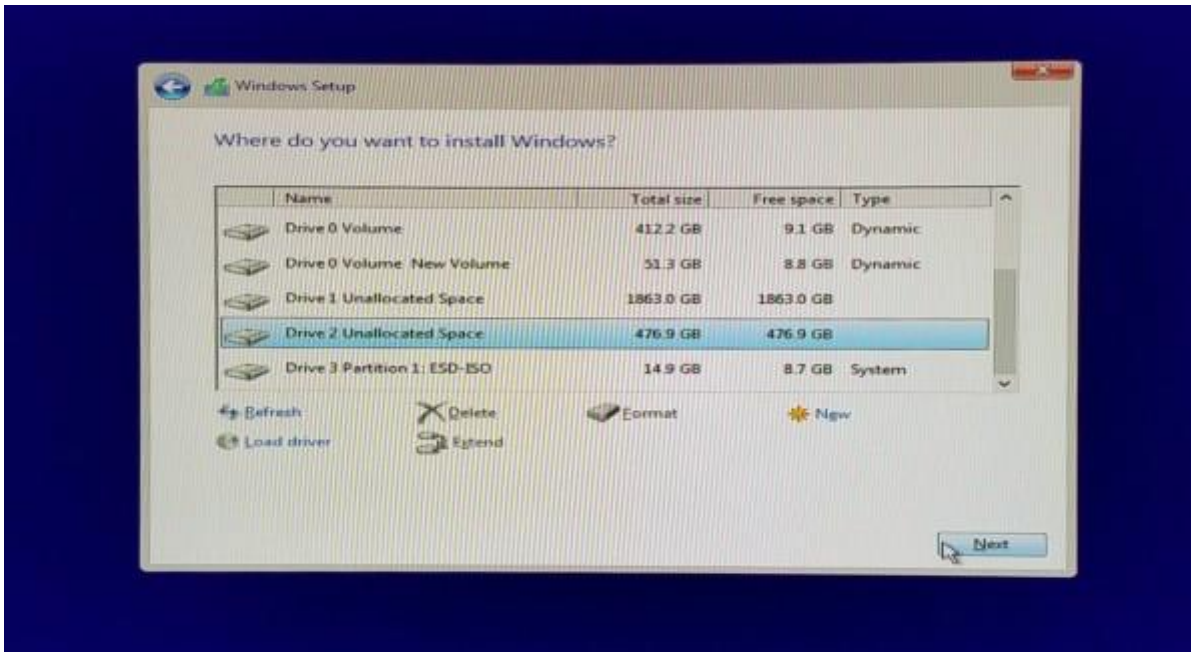 Windows Setup
Where do you want to install Windows?
Name Total size Free space Type
Drive 0 Volume 412.2 GB 9.1 GB Dynamic
Drive 0 Volume New Volume 51.3 GB 8.8 GB Dynamic
Drive 1 Unallocated Space 1863.0 GB 1863.0 GB
Drive 2 Unallocated Space 476.9 GB 476.9 GB
Drive 3 Partition 1: ESD-ISO 14.9 GB 8.7 GB System
Refresh Delete Format New
Load driver Extend
Next